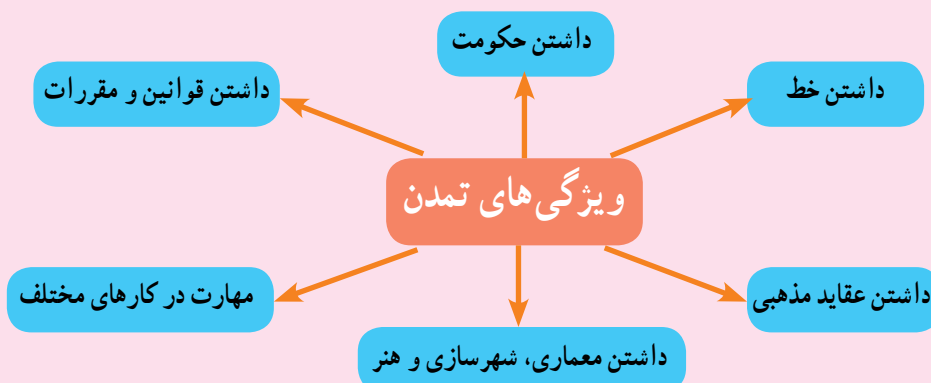 داشتن حکومت
داشتن خط
داشتن قوانین و مقررات
ویژگی‌های تمدن
داشتن عقاید مذهبی
مهارت در کارهای مختلف
داشتن معماری، شهرسازی و هنر